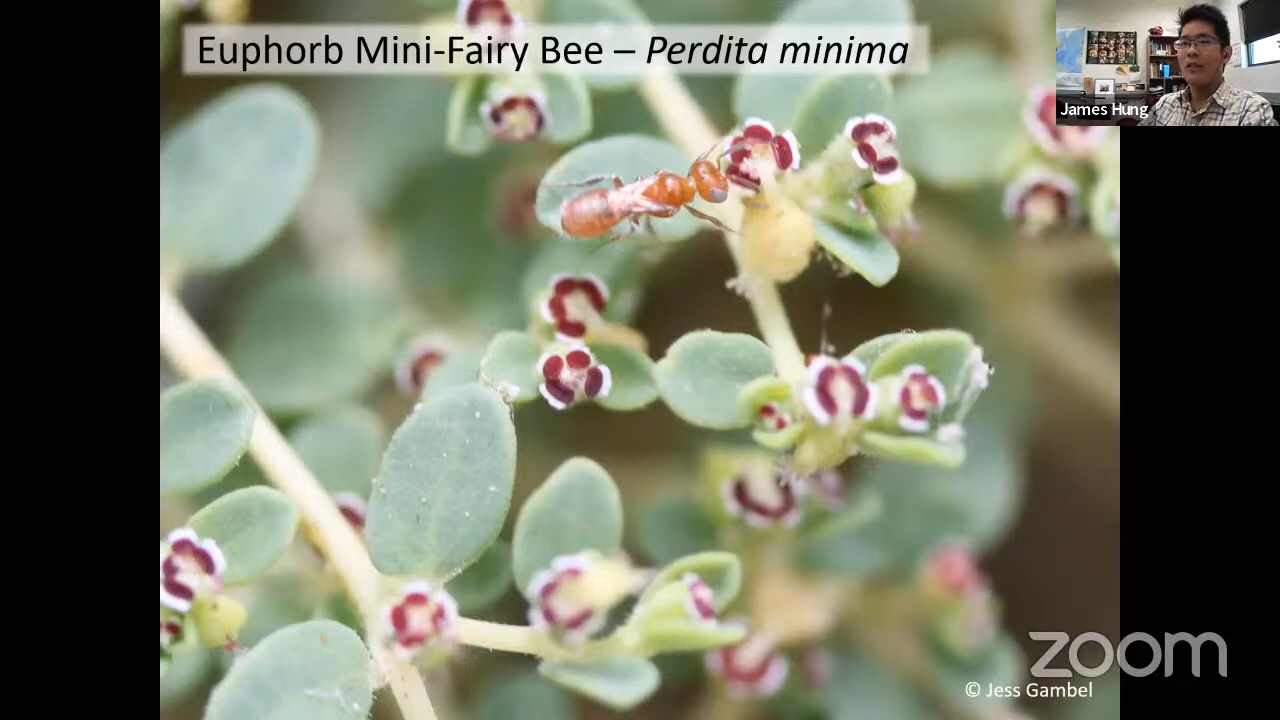 Euphorb Mini-Fairy Bee – Perdita minima
James Hung
zoom
© Jess Gambel